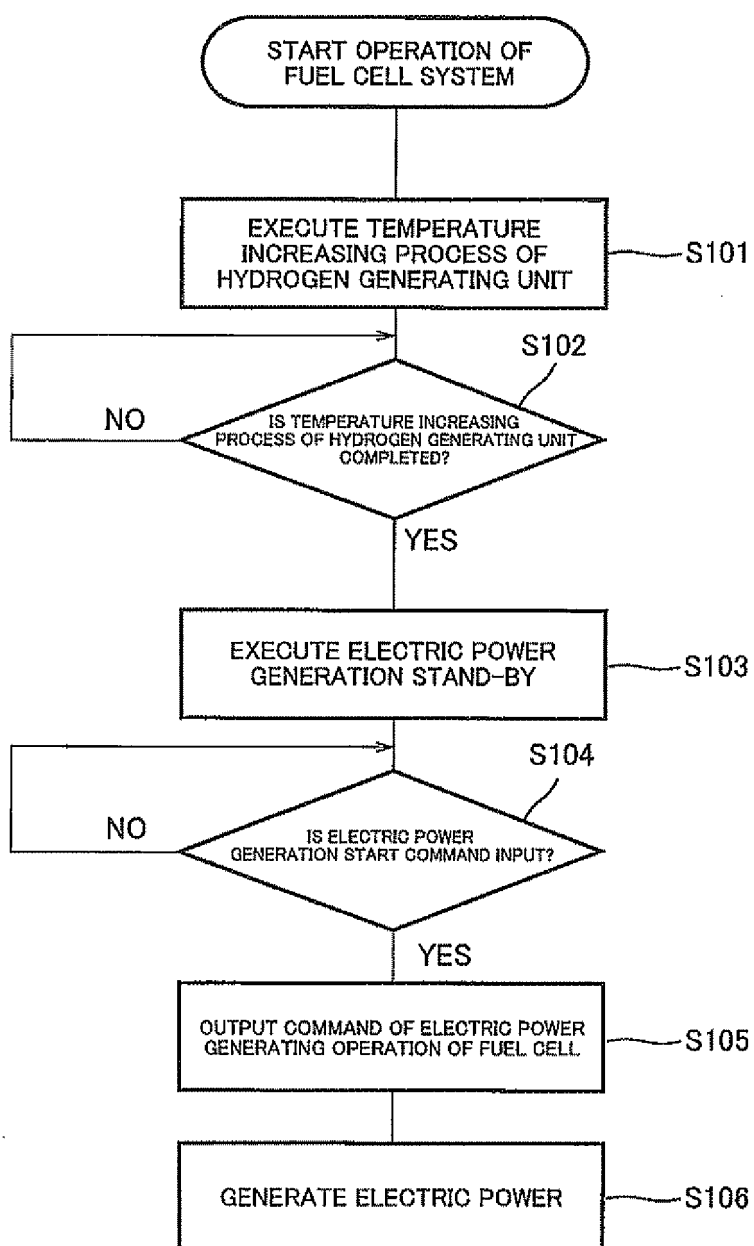 START OPERATION OF
FUEL CELL SYSTEM
EXECUTE TEMPERATURE
INCREASING PROCESS OF
HYDROGEN GENERATING UNIT
S101
S102
IS TEMPERATURE INCREASING
PROCESS OF HYDROGEN GENERATING UNIT
COMPLETED?
NO
YES
EXECUTE ELECTRIC POWER
GENERATION STAND-BY
S103
S104
IS ELECTRIC POWER
GENERATION START COMMAND INPUT?
NO
YES
OUTPUT COMMAND OF ELECTRIC POWER
GENERATING OPERATION OF FUEL CELL
S105
GENERATE ELECTRIC POWER
S106